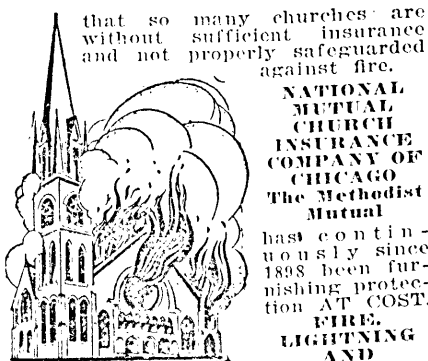 that so many churches are
without sufficient insurance
and not properly safeguarded
against fire.
NATIONAL
MUTUAL
CHURCH
INSURANCE
COMPANY OF
CHICAGO
The Methodist
Mutual
has contin-
uously since
1898 been fur-
nishing protec-
tion AT COST.
FIRE,
LIGHTNING
AND